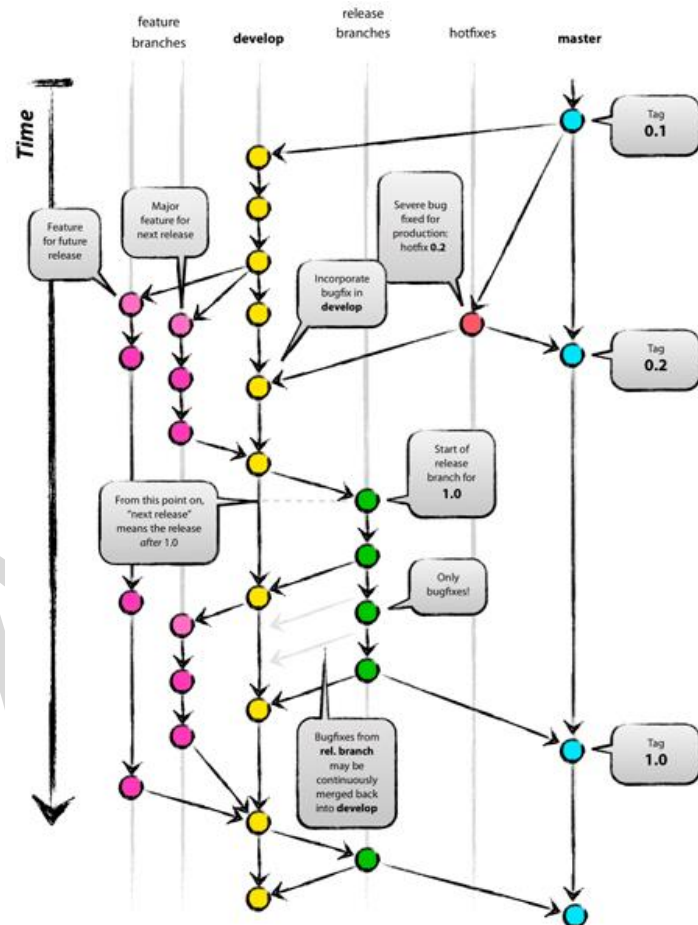 feature
branches
develop
release
branches
hotfixes
master
Time
Tag
0.1
Feature
for future
release
Major
feature for
next release
Severe bug
fixed for
production:
hotfix 0.2
Incorporate
bugfix in
develop
Tag
0.2
Start of
release
branch for
1.0
From this point on,
"next release"
means the release
after 1.0
Only
bugfixes!
Bugfixes from
rel. branch
may be
continuously
merged back
into develop
Tag
1.0